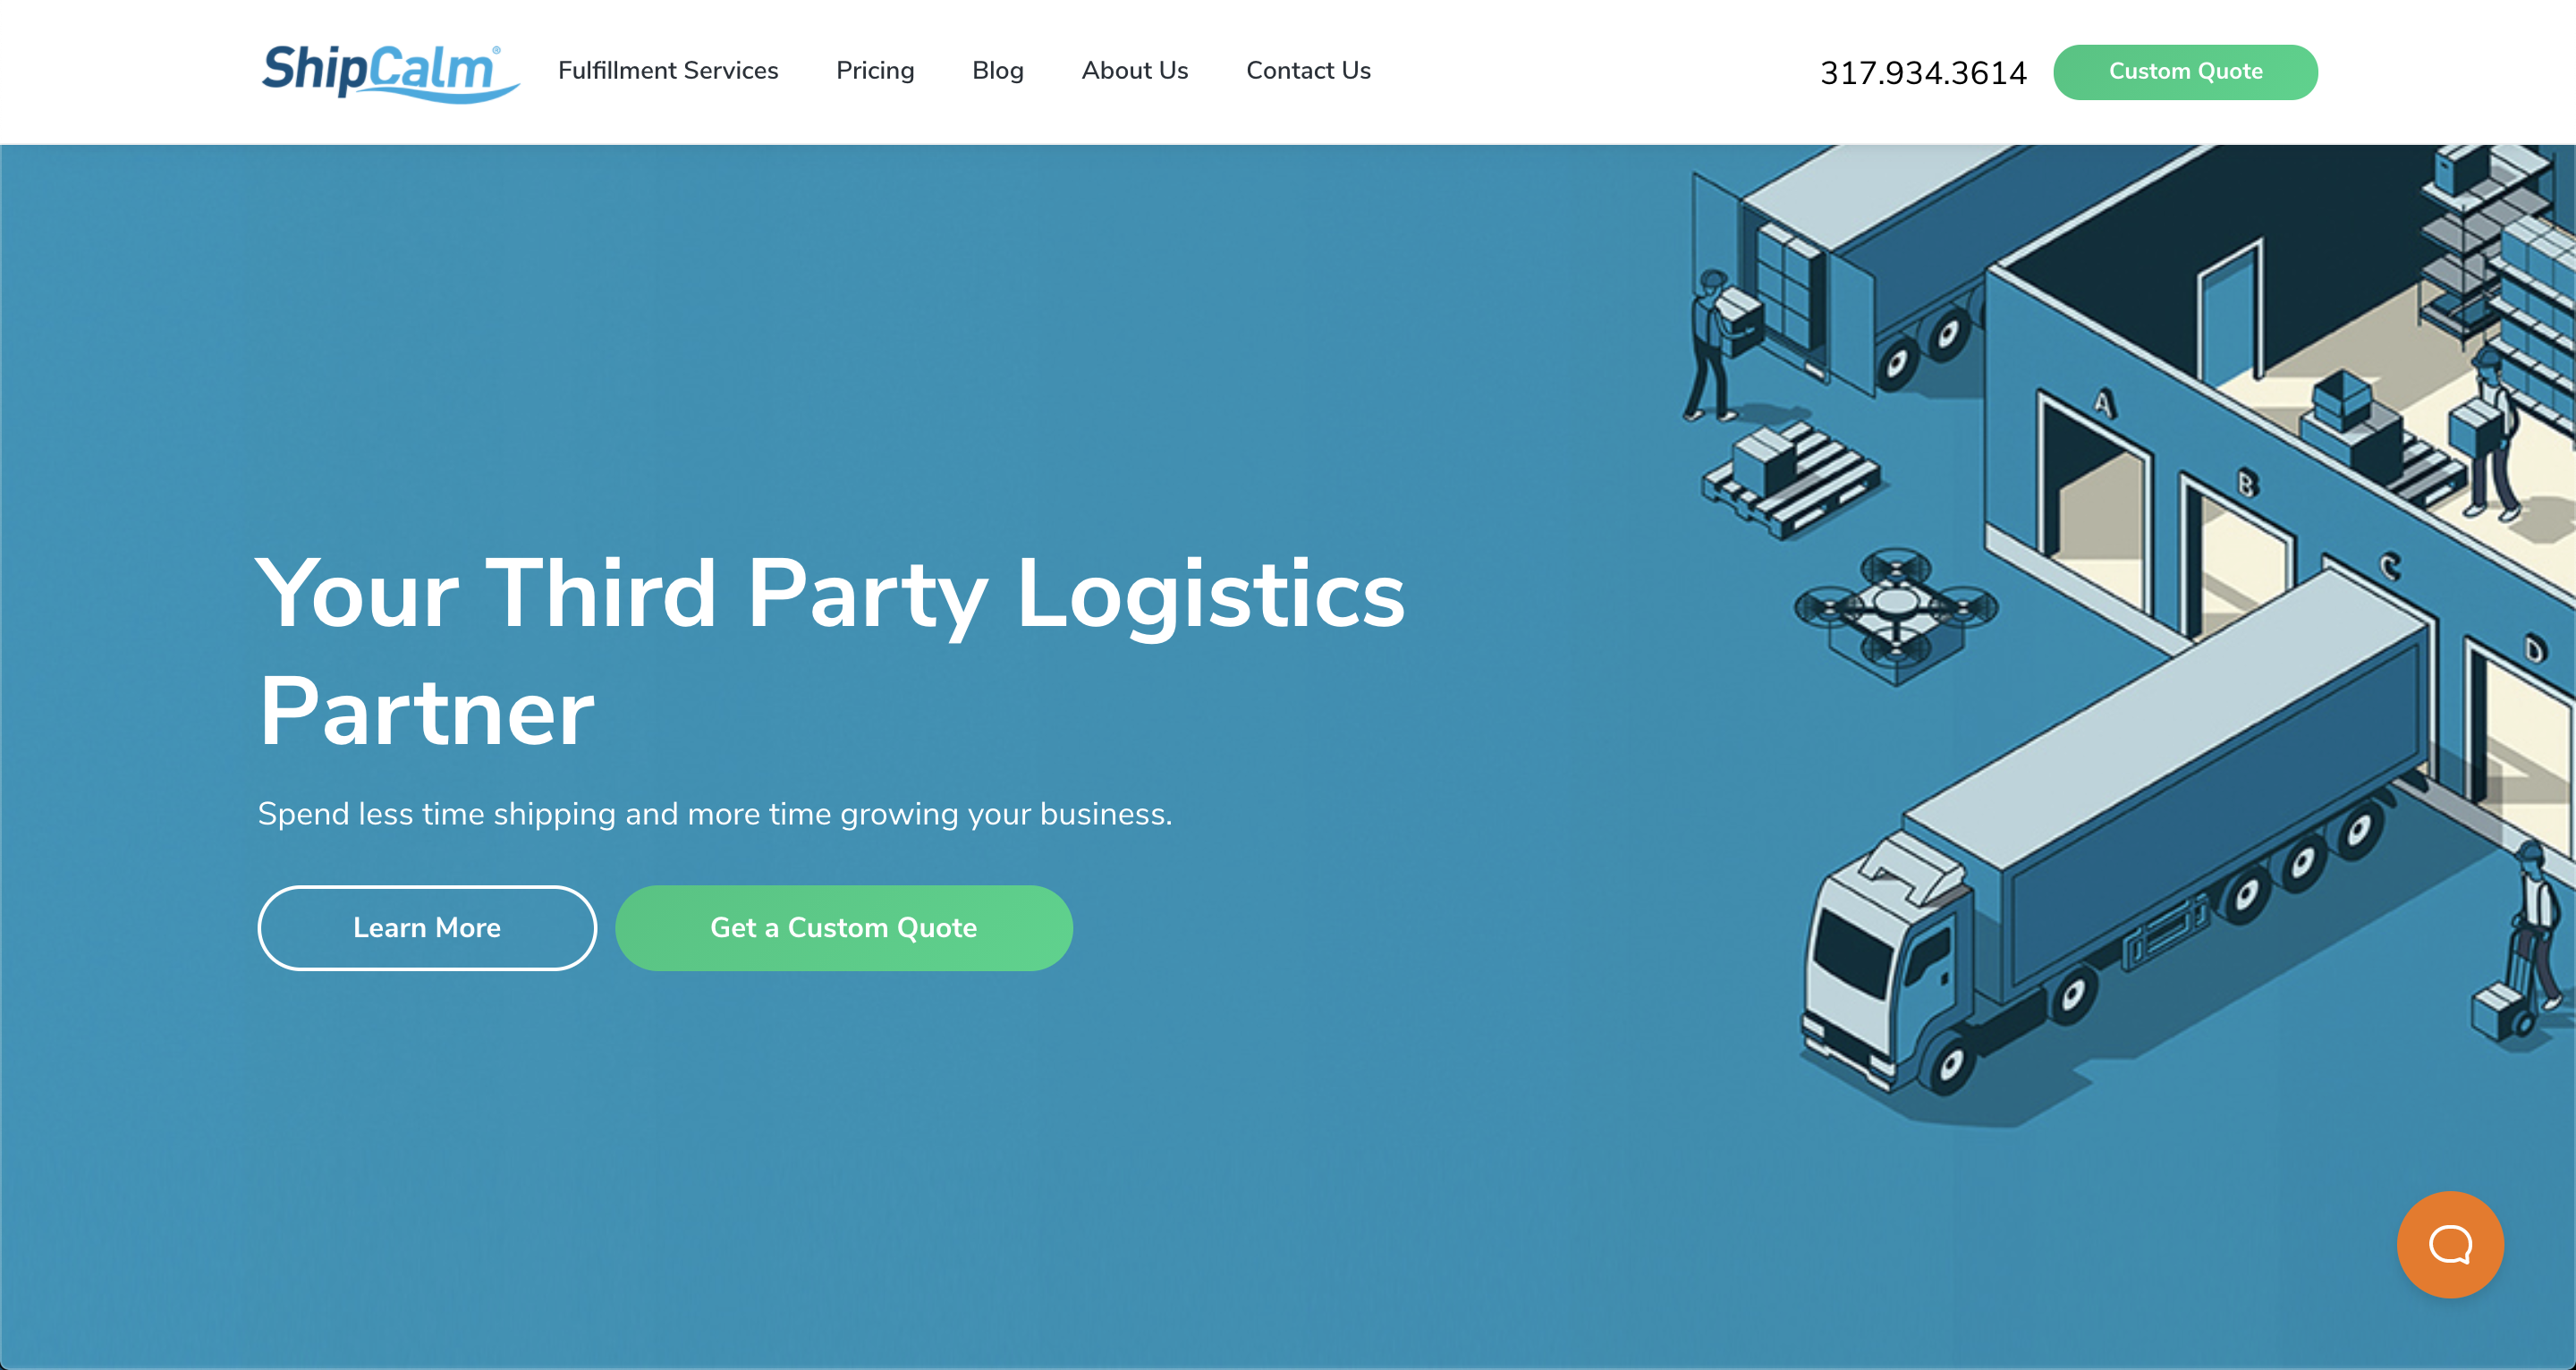 ShipCalm®
Fulfillment Services
Pricing
Blog
About Us
Contact Us
317.934.3614
Custom Quote
Your Third Party Logistics
Partner
Spend less time shipping and more time growing your business.
Learn More
Get a Custom Quote
A
B
C
D